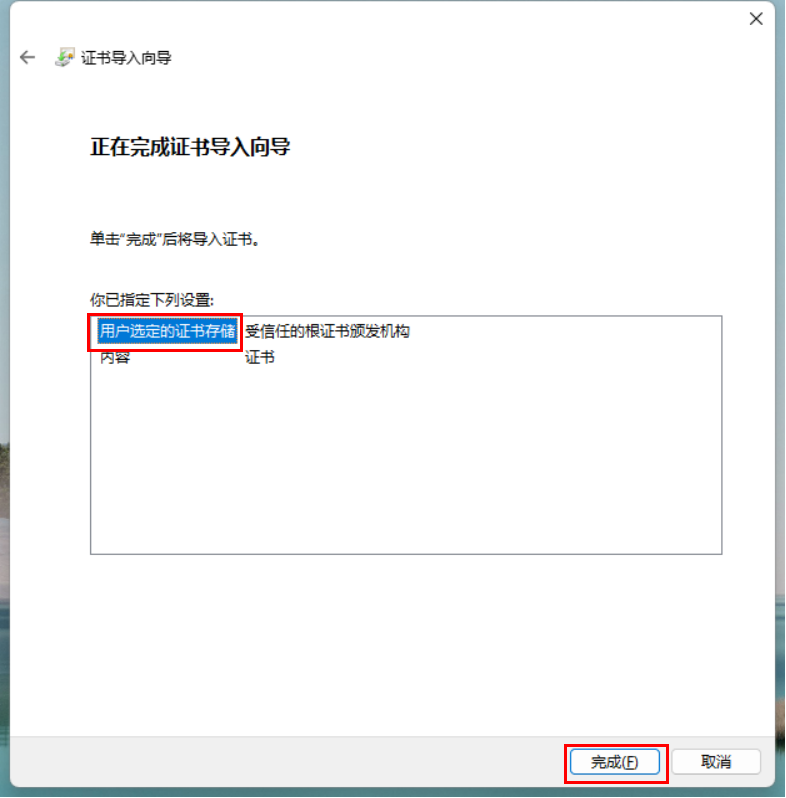 证书导入向导
正在完成证书导入向导
单击“完成”后将导入证书。
你已指定下列设置:
用户选定的证书存储 受信任的根证书颁发机构
内容 证书
完成(F) 取消